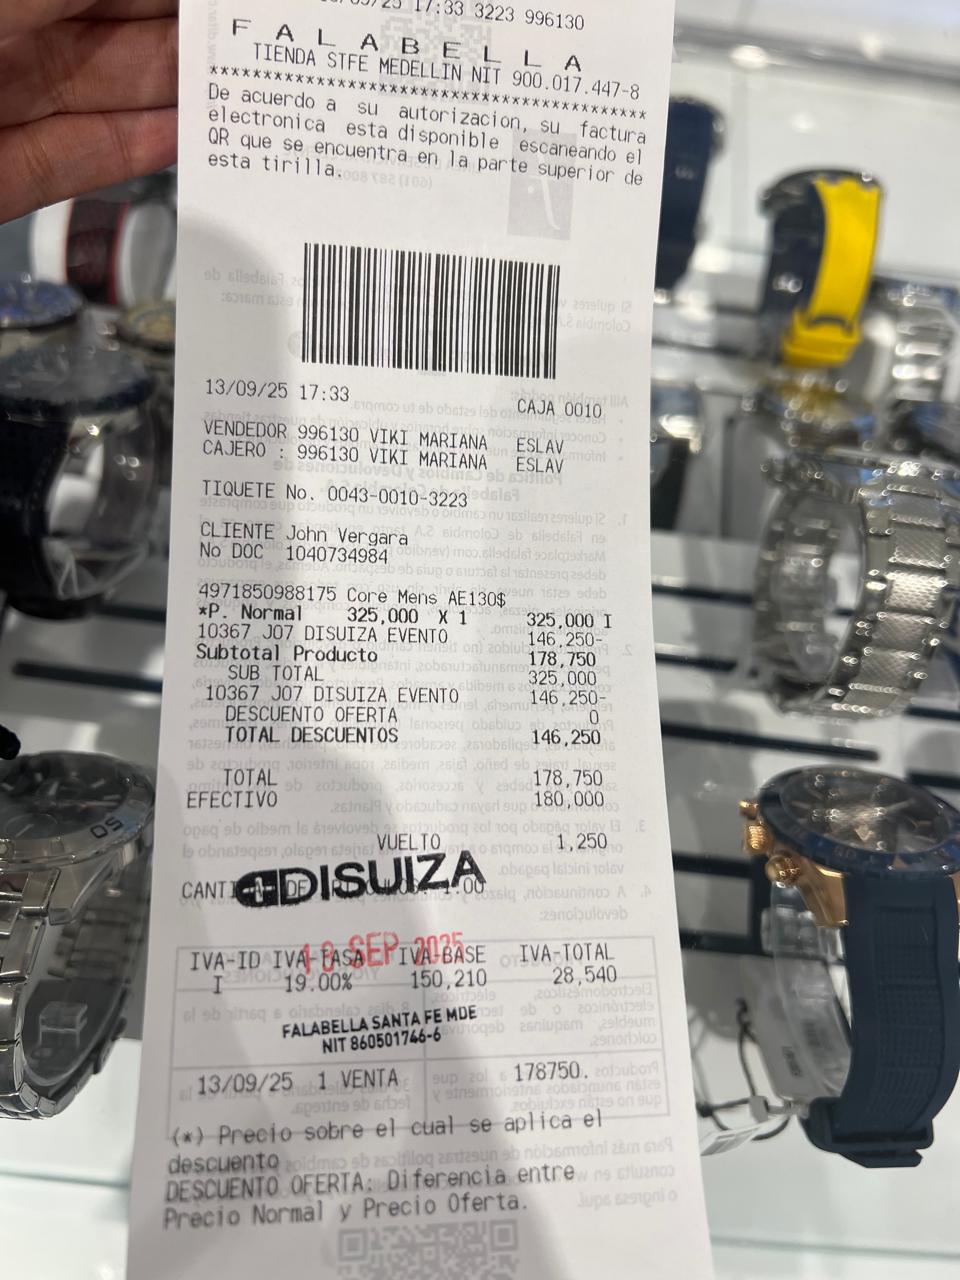 /25 17:33 3223 996130
F A L A B E L L A
TIENDA STFE MEDELLIN NIT 900.017.447-8
****************************************
De acuerdo a su autorizacion, su factura
electronica esta disponible escaneando el
QR que se encuentra en la parte superior de
esta tirilla.
13/09/25 17:33 CAJA 0010
VENDEDOR 996130 VIKI MARIANA ESLAV
CAJERO : 996130 VIKI MARIANA ESLAV
TIQUETE No. 0043-0010-3223
CLIENTE John Vergara
No DOC 1040734984
4971850988175 Core Mens AE130$
*P. Normal 325,000 X 1 325,000 I
10367 J07 DISUIZA EVENTO 146,250-
Subtotal Producto 178,750
SUB TOTAL 325,000
10367 J07 DISUIZA EVENTO 146,250-
DESCUENTO OFERTA 0
TOTAL DESCUENTOS 146,250
TOTAL 178,750
EFECTIVO 180,000
VUELTO 1,250
DISUIZA
SEP 2025
IVA-ID IVA-TASA IVA-BASE IVA-TOTAL
I 19.00% 150,210 28,540
FALABELLA SANTA FE MDE
NIT 860501746-6
13/09/25 1 VENTA 178750.
(*) Precio sobre el cual se aplica el
descuento
DESCUENTO OFERTA: Diferencia entre
Precio Normal y Precio Oferta.